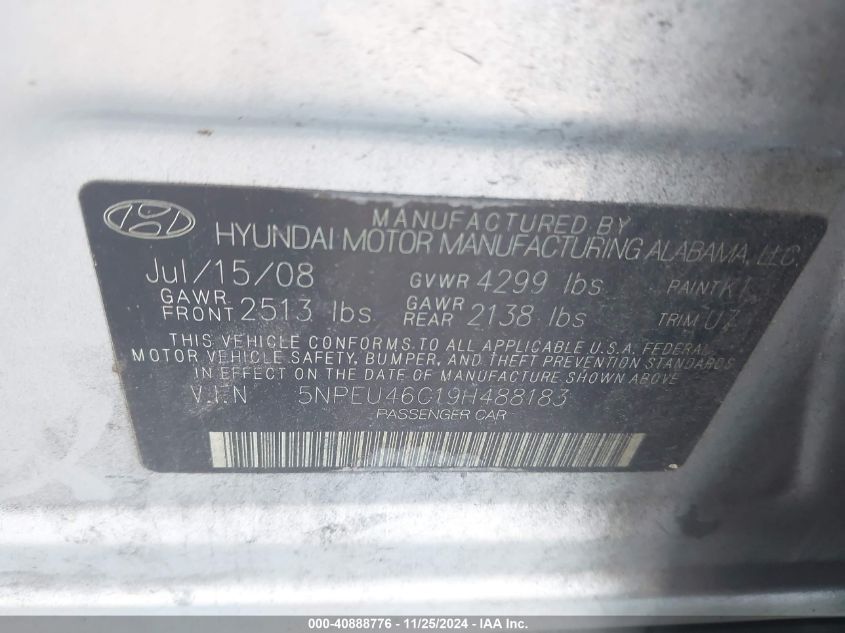 MANUFACTURED BY
HYUNDAI MOTOR MANUFACTURING ALABAMA, LLC
Jul/15/08 GVWR 4299 lbs PAINT
GAWR FRONT 2513 lbs GAWR REAR 2138 lbs TRIM
THIS VEHICLE CONFORMS TO ALL APPLICABLE U.S.A. FEDERAL
MOTOR VEHICLE SAFETY, BUMPER, AND THEFT PREVENTION STANDARDS
IN EFFECT ON THE DATE OF MANUFACTURE SHOWN ABOVE
V.I.N 5NPEU46C19H488183
PASSENGER CAR
000-40888776 - 11/25/2024 - IAA Inc.